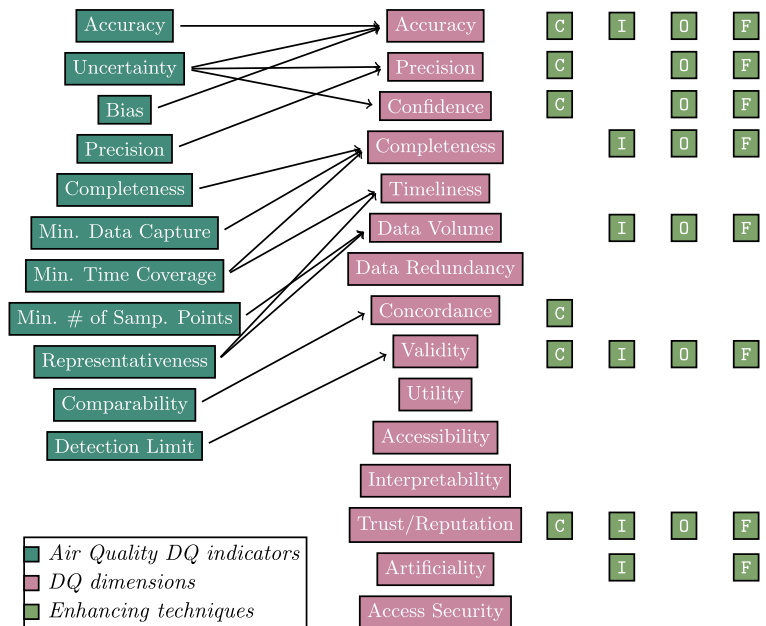 Accuracy Accuracy C I O F
Uncertainty Precision C O F
Bias Confidence C O F
Precision Completeness I O F
Completeness Timeliness
Min. Data Capture Data Volume I O F
Min. Time Coverage Data Redundancy
Min. # of Samp. Points Concordance C
Representativeness Validity C I O F
Comparability Utility
Detection Limit Accessibility
Interpretability
Trust/Reputation C I O F
Air Quality DQ indicators Artificiality I F
DQ dimensions
Enhancing techniques Access Security